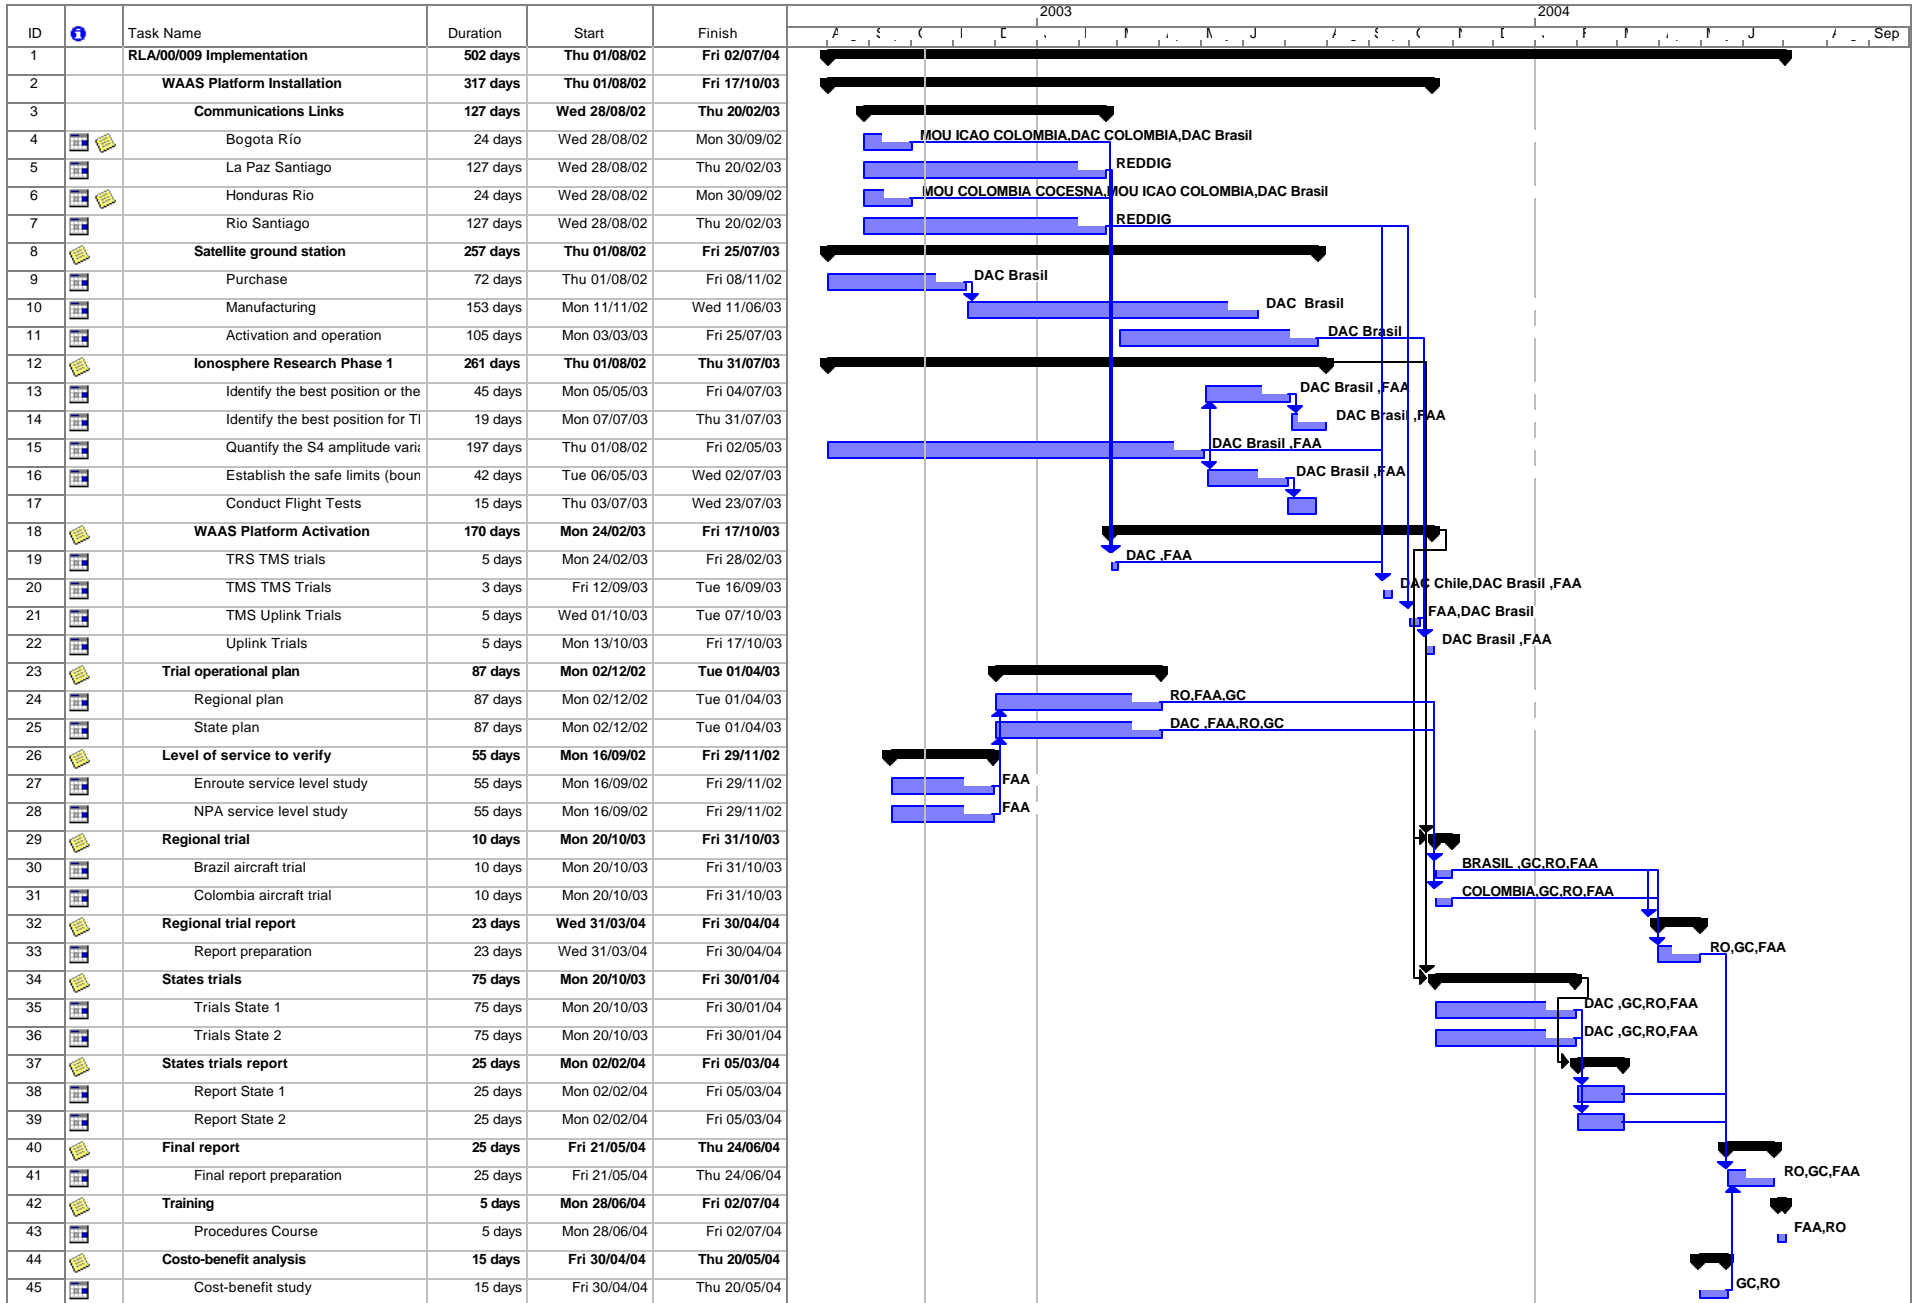 2003 2004
ID Task Name Duration Start Finish Sep
1 RLA/00/009 Implementation 502 days Thu 01/08/02 Fri 02/07/04
2 WAAS Platform Installation 317 days Thu 01/08/02 Fri 17/10/03
3 Communications Links 127 days Wed 28/08/02 Thu 20/02/03
4 Bogota Río 24 days Wed 28/08/02 Mon 30/09/02 MOU ICAO COLOMBIA,DAC COLOMBIA,DAC Brasil
5 La Paz Santiago 127 days Wed 28/08/02 Thu 20/02/03 REDDIG
6 Honduras Rio 24 days Wed 28/08/02 Mon 30/09/02 MOU COLOMBIA COCESNA,MOU ICAO COLOMBIA,DAC Brasil
7 Rio Santiago 127 days Wed 28/08/02 Thu 20/02/03 REDDIG
8 Satellite ground station 257 days Thu 01/08/02 Fri 25/07/03
9 Purchase 72 days Thu 01/08/02 Fri 08/11/02 DAC Brasil
10 Manufacturing 153 days Mon 11/11/02 Wed 11/06/03 DAC Brasil
11 Activation and operation 105 days Mon 03/03/03 Fri 25/07/03 DAC Brasil
12 Ionosphere Research Phase 1 261 days Thu 01/08/02 Thu 31/07/03
13 Identify the best position or the 45 days Mon 05/05/03 Fri 04/07/03 DAC Brasil ,FAA
14 Identify the best position for 19 days Mon 07/07/03 Thu 31/07/03 DAC Brasil ,FAA
15 Quantify the S4 amplitude 197 days Thu 01/08/02 Fri 02/05/03 DAC Brasil ,FAA
16 Establish the safe limits (boun 42 days Tue 06/05/03 Wed 02/07/03 DAC Brasil ,FAA
17 Conduct Flight Tests 15 days Thu 03/07/03 Wed 23/07/03
18 WAAS Platform Activation 170 days Mon 24/02/03 Fri 17/10/03
19 TRS TMS trials 5 days Mon 24/02/03 Fri 28/02/03 DAC ,FAA
20 TMS TMS Trials 3 days Fri 12/09/03 Tue 16/09/03 DAC Chile,DAC Brasil ,FAA
21 TMS Uplink Trials 5 days Wed 01/10/03 Tue 07/10/03 FAA,DAC Brasil
22 Uplink Trials 5 days Mon 13/10/03 Fri 17/10/03 DAC Brasil ,FAA
23 Trial operational plan 87 days Mon 02/12/02 Tue 01/04/03
24 Regional plan 87 days Mon 02/12/02 Tue 01/04/03 RO,FAA,GC
25 State plan 87 days Mon 02/12/02 Tue 01/04/03 DAC ,FAA,RO,GC
26 Level of service to verify 55 days Mon 16/09/02 Fri 29/11/02
27 Enroute service level study 55 days Mon 16/09/02 Fri 29/11/02 FAA
28 NPA service level study 55 days Mon 16/09/02 Fri 29/11/02 FAA
29 Regional trial 10 days Mon 20/10/03 Fri 31/10/03
30 Brazil aircraft trial 10 days Mon 20/10/03 Fri 31/10/03 BRASIL ,GC,RO,FAA
31 Colombia aircraft trial 10 days Mon 20/10/03 Fri 31/10/03 COLOMBIA,GC,RO,FAA
32 Regional trial report 23 days Wed 31/03/04 Fri 30/04/04
33 Report preparation 23 days Wed 31/03/04 Fri 30/04/04 RO,GC,FAA
34 States trials 75 days Mon 20/10/03 Fri 30/01/04
35 Trials State 1 75 days Mon 20/10/03 Fri 30/01/04 DAC ,GC,RO,FAA
36 Trials State 2 75 days Mon 20/10/03 Fri 30/01/04 DAC ,GC,RO,FAA
37 States trials report 25 days Mon 02/02/04 Fri 05/03/04
38 Report State 1 25 days Mon 02/02/04 Fri 05/03/04
39 Report State 2 25 days Mon 02/02/04 Fri 05/03/04
40 Final report 25 days Fri 21/05/04 Thu 24/06/04
41 Final report preparation 25 days Fri 21/05/04 Thu 24/06/04 RO,GC,FAA
42 Training 5 days Mon 28/06/04 Fri 02/07/04
43 Procedures Course 5 days Mon 28/06/04 Fri 02/07/04 FAA,RO
44 Costo-benefit analysis 15 days Fri 30/04/04 Thu 20/05/04
45 Cost-benefit study 15 days Fri 30/04/04 Thu 20/05/04 GC,RO